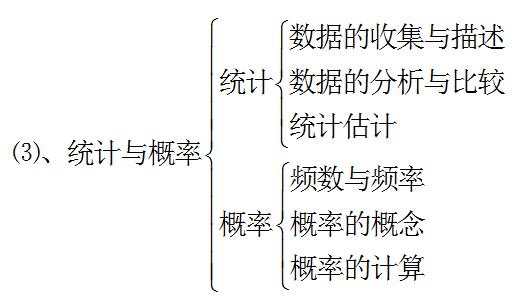 数据的收集与描述
统计
数据的分析与比较
统计估计
(3)、统计与概率
频数与频率
概率
概率的概念
概率的计算